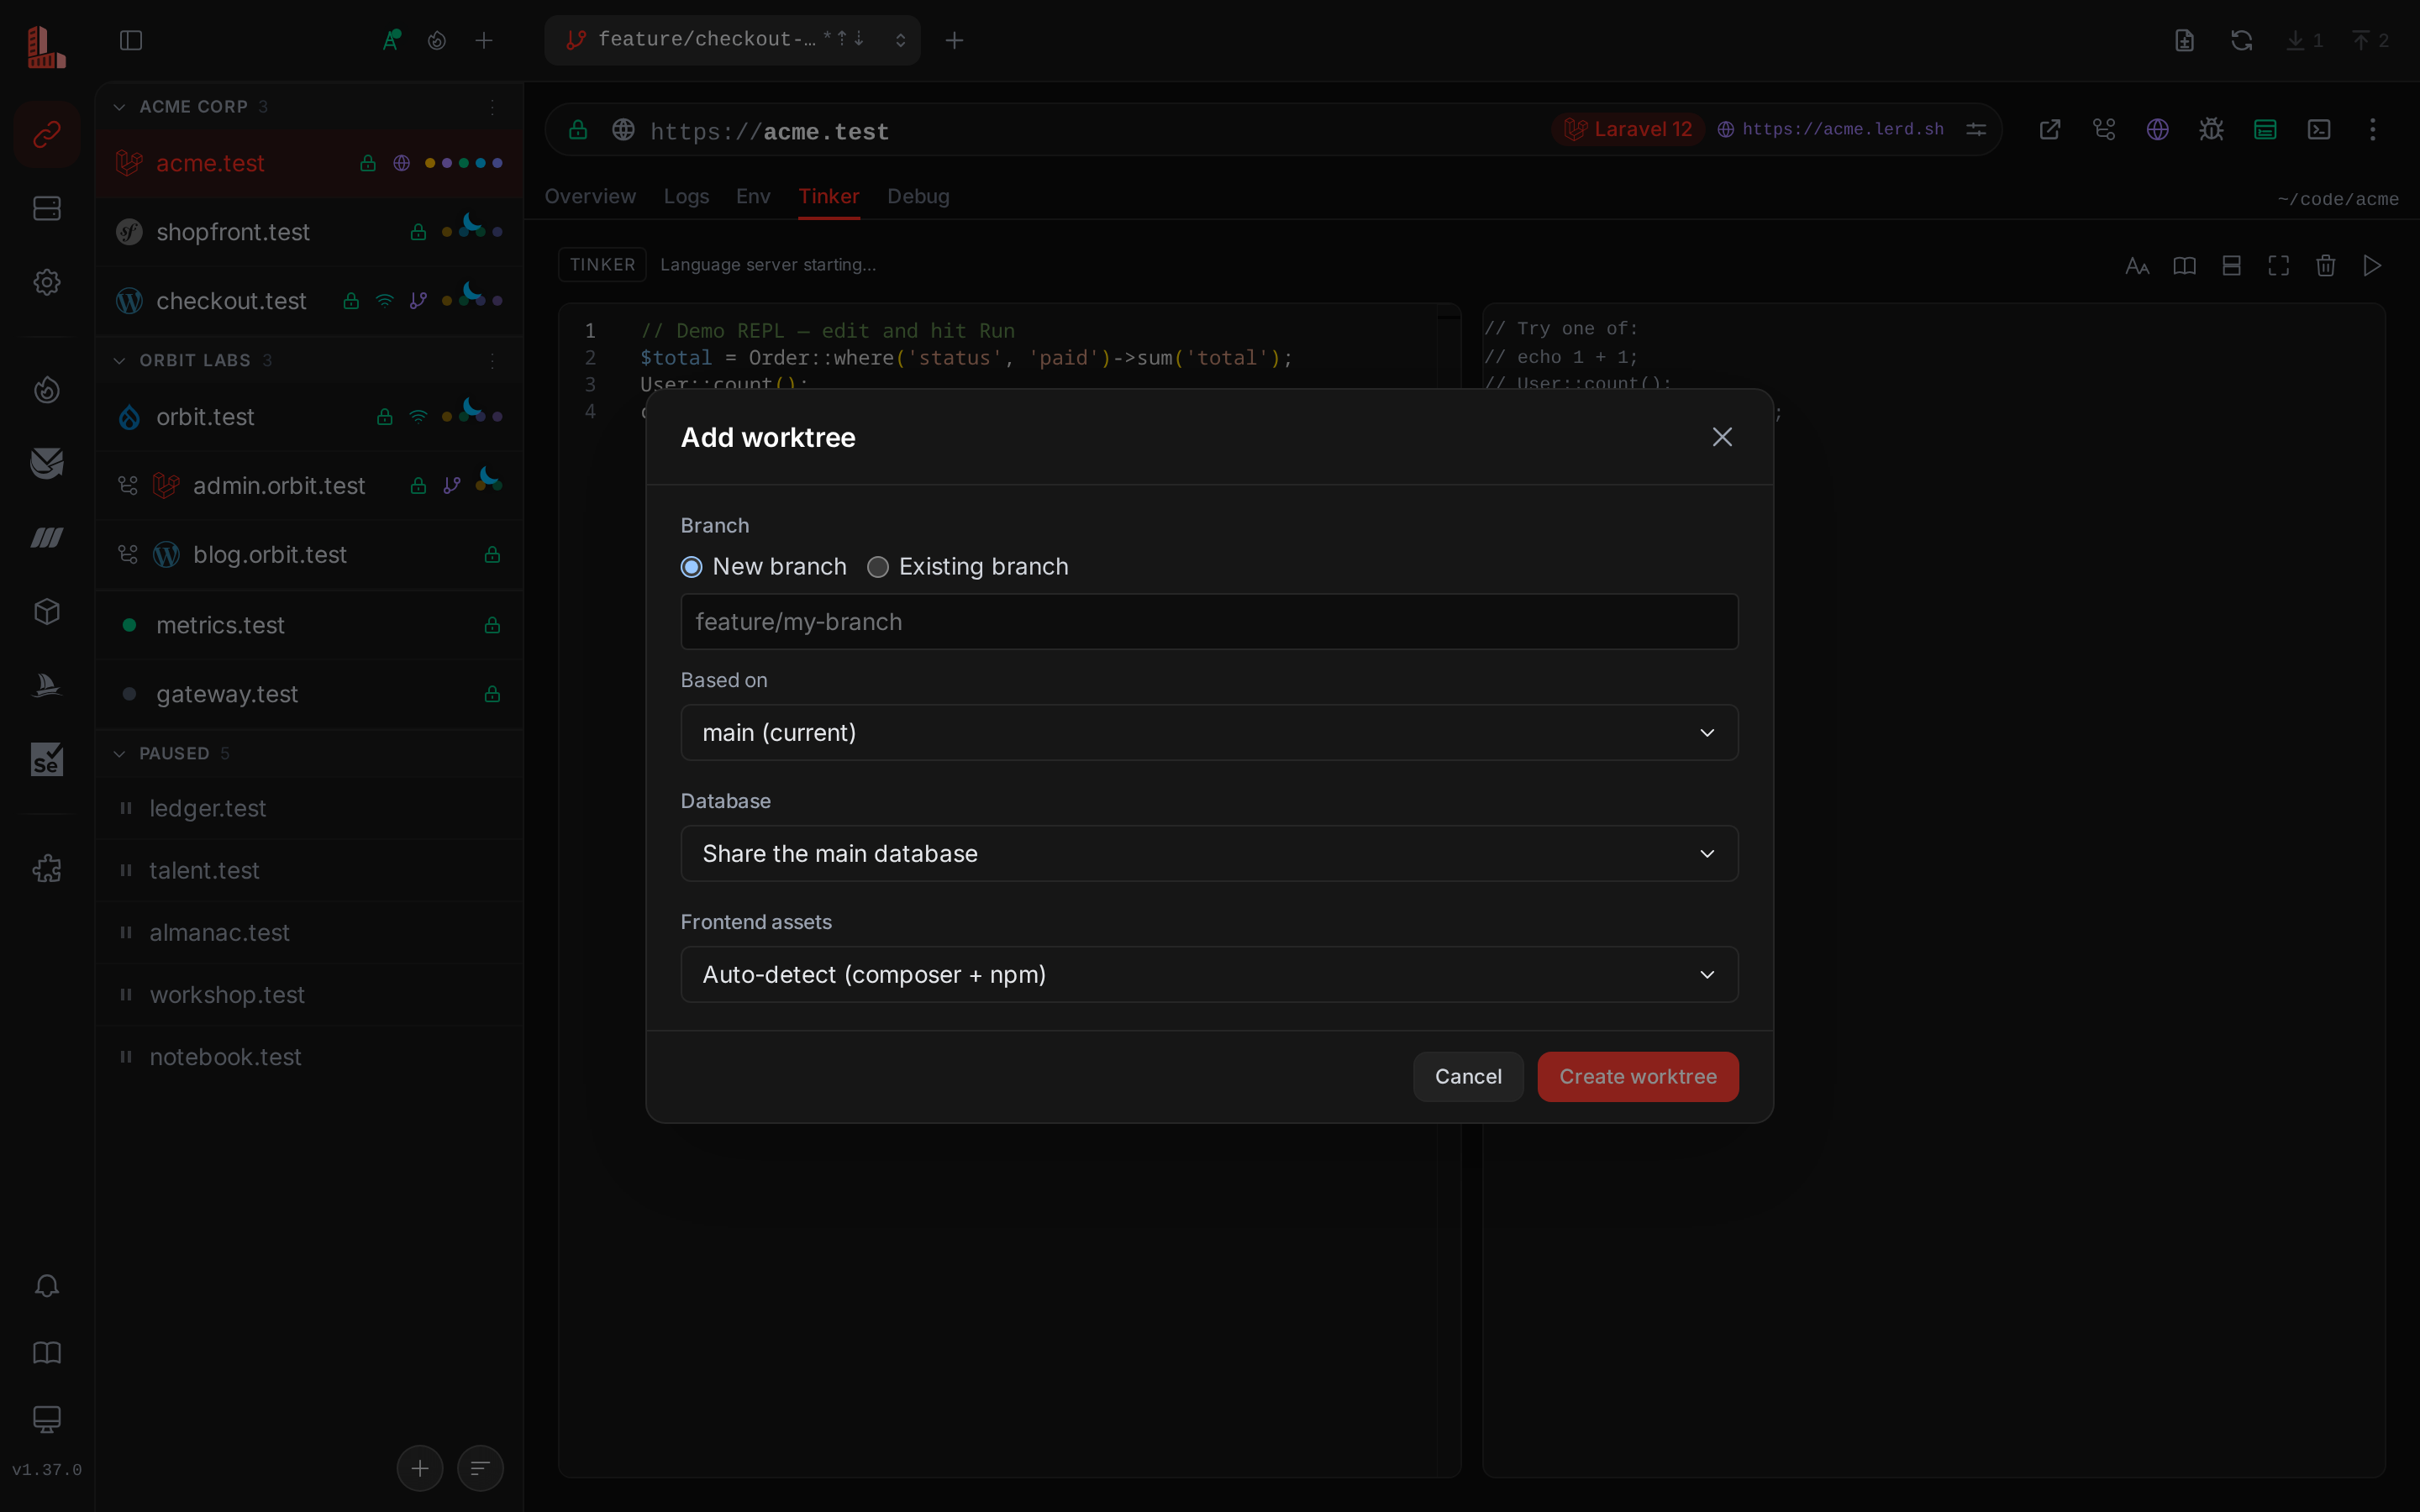 feature/checkout-… *↑↓
1
2
ACME CORP 3
acme.test
shopfront.test
checkout.test
ORBIT LABS 3
orbit.test
admin.orbit.test
blog.orbit.test
metrics.test
gateway.test
PAUSED 5
ledger.test
talent.test
almanac.test
workshop.test
notebook.test
v1.37.0
Se
https://acme.test
Laravel 12
https://acme.lerd.sh
Overview
Logs
Env
Tinker
Debug
~/code/acme
TINKER
Language server starting...
1 // Demo REPL — edit and hit Run
2 $total = Order::where('status', 'paid')->sum('total');
3 User::count();
4
// Try one of:
// echo 1 + 1;
// User::count();
;
Add worktree
Branch
New branch
Existing branch
feature/my-branch
Based on
main (current)
Database
Share the main database
Frontend assets
Auto-detect (composer + npm)
Cancel
Create worktree